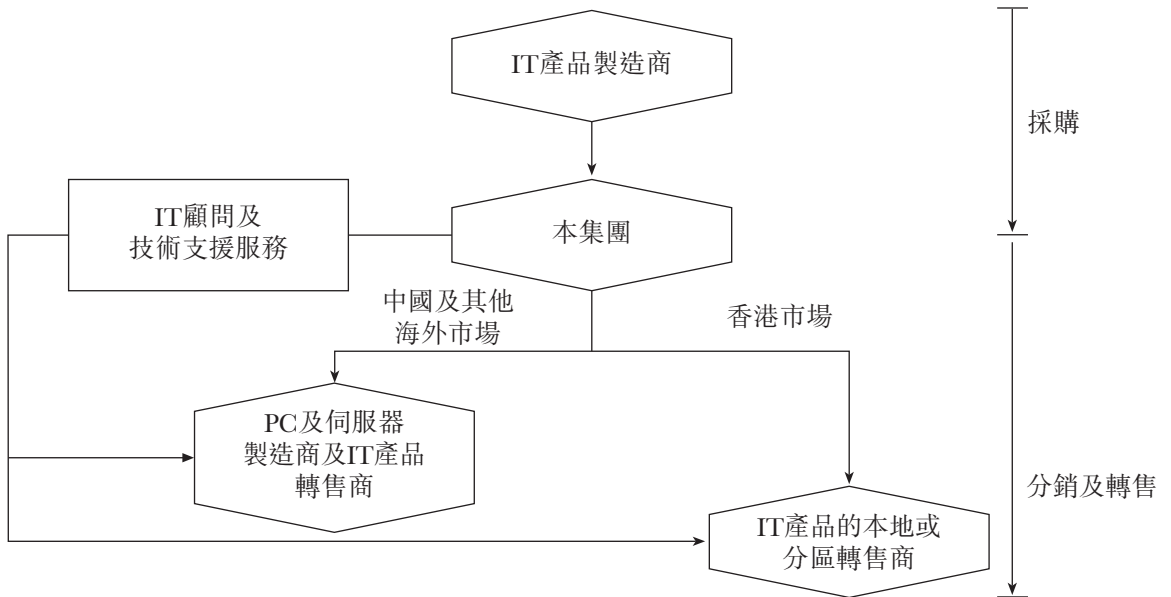 IT產品製造商
採購
IT顧問及
技術支援服務
本集團
中國及其他
海外市場
香港市場
PC及伺服器
製造商及IT產品
轉售商
分銷及轉售
IT產品的本地或
分區轉售商